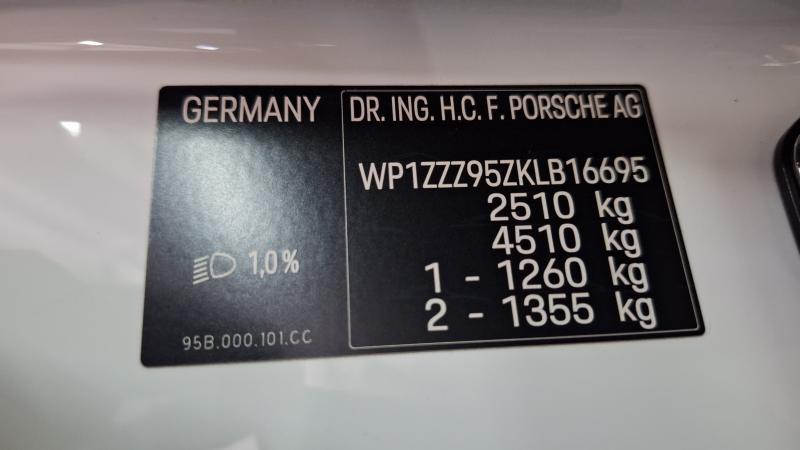 GERMANY
DR. ING. H.C. F. PORSCHE AG
WP1ZZZ95ZKLB16695
2510 kg
4510 kg
1 - 1260 kg
2 - 1355 kg
1,0%
95B.000.101.CC